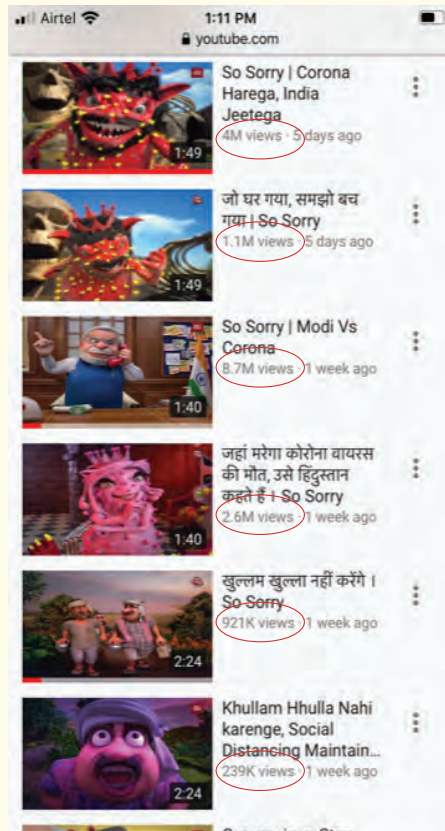 Airtel 1:11 PM
youtube.com
So Sorry | Corona
Harega, India
Jeetega
4M views · 5 days ago
1:49
जो घर गया, समझो बच
गया | So Sorry
1.1M views · 5 days ago
1:49
So Sorry | Modi Vs
Corona
8.7M views · 1 week ago
1:40
जहां मरेगा कोरोना वायरस
की मौत, उसे हिंदुस्तान
कहते हैं । So Sorry
2.6M views · 1 week ago
1:40
खुल्लम खुल्ला नहीं करेंगे ।
So Sorry
921K views · 1 week ago
2:24
Khullam Hhulla Nahi
karenge, Social
Distancing Maintain...
239K views · 1 week ago
2:24